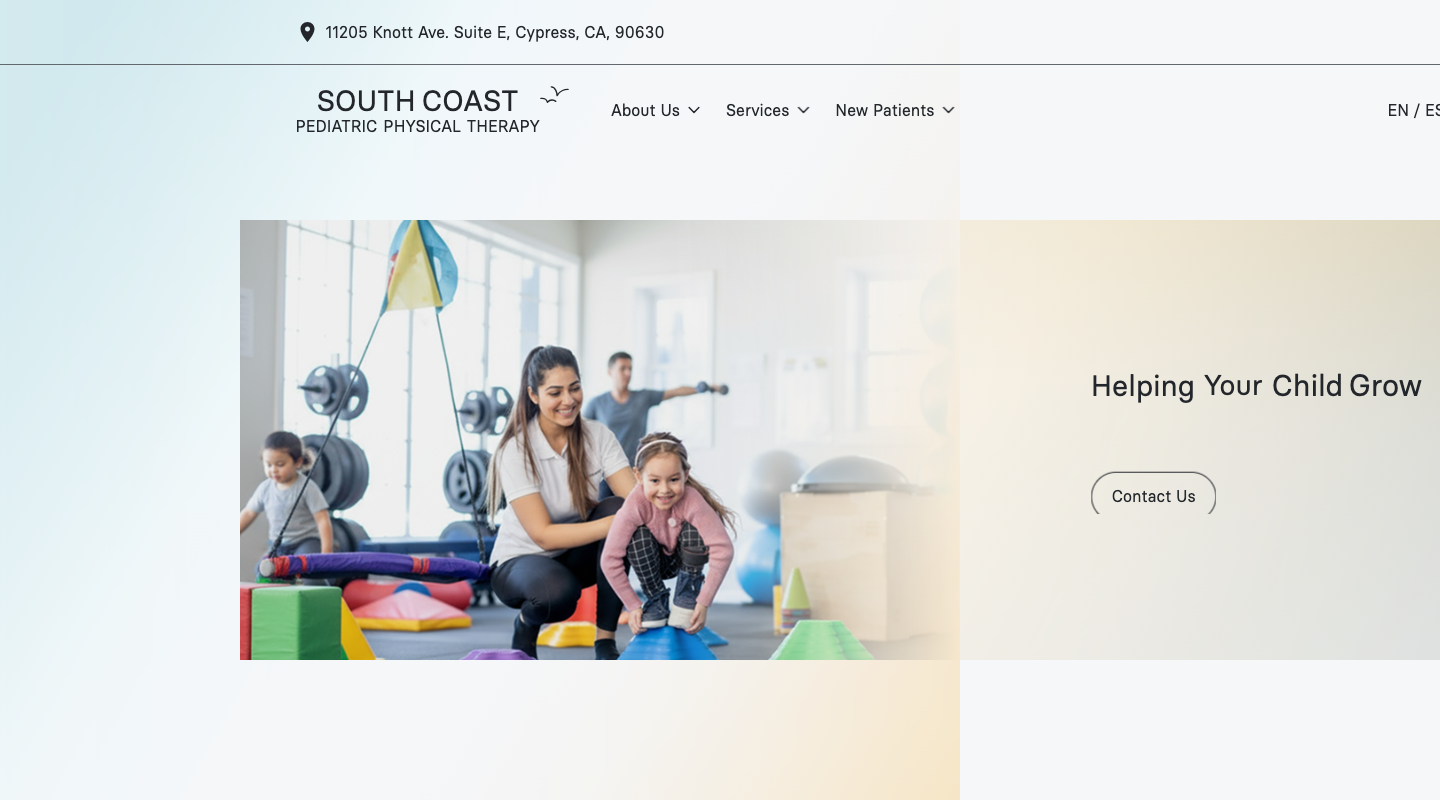 11205 Knott Ave. Suite E, Cypress, CA, 90630
SOUTH COAST
PEDIATRIC PHYSICAL THERAPY
About Us
Services
New Patients
EN / ES
Helping Your Child Grow
Contact Us